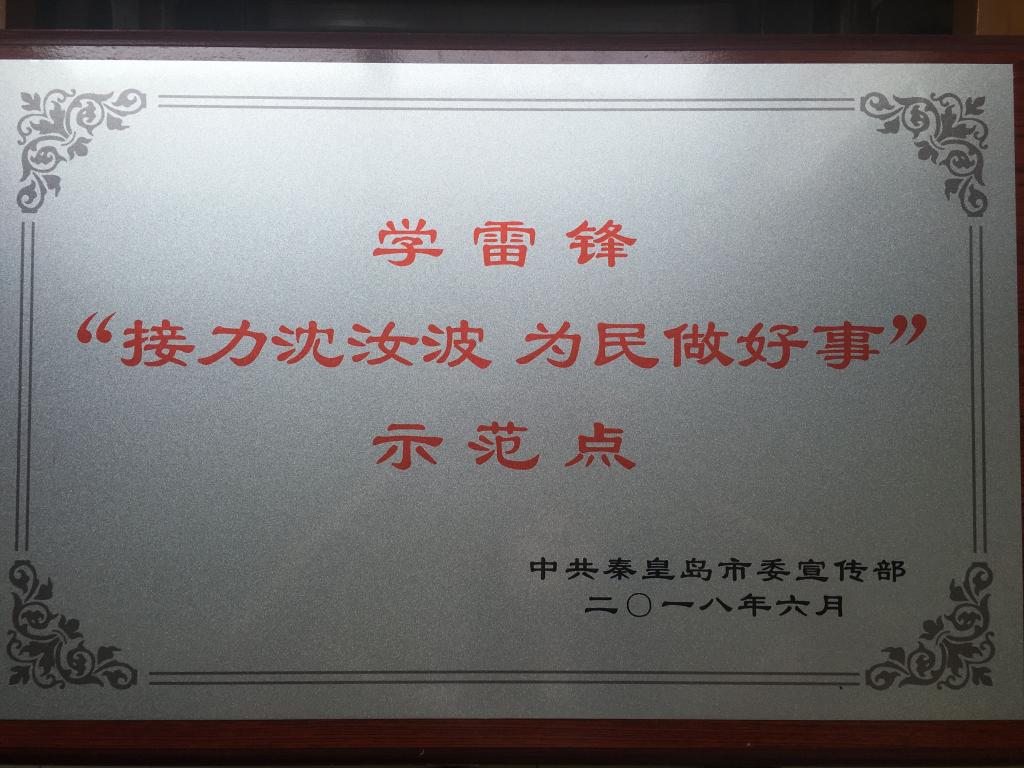 学雷锋
“接力沈汝波 为民做好事”
示范点
中共秦皇岛市委宣传部
二〇一八年六月